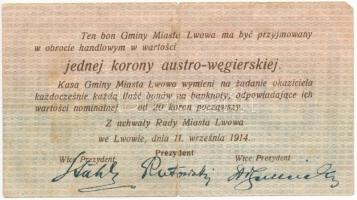 Ten bon Gminy Miasta Lwowa ma być przyjmowany
w obrocie handlowym w wartości
jednej korony austro-węgierskiej.
Kasa Gminy Miasta Lwowa wymieni na żądanie okaziciela
każdocześnie każdą ilość bonów na banknoty, odpowiadające ich
wartości nominalnej — od 20 koron począwszy.
Z uchwały Rady Miasta Lwowa
we Lwowie, dnia 11. września 1914.
Wice Prezydent Prezydent Wice Prezydent
Stahl Rutowski